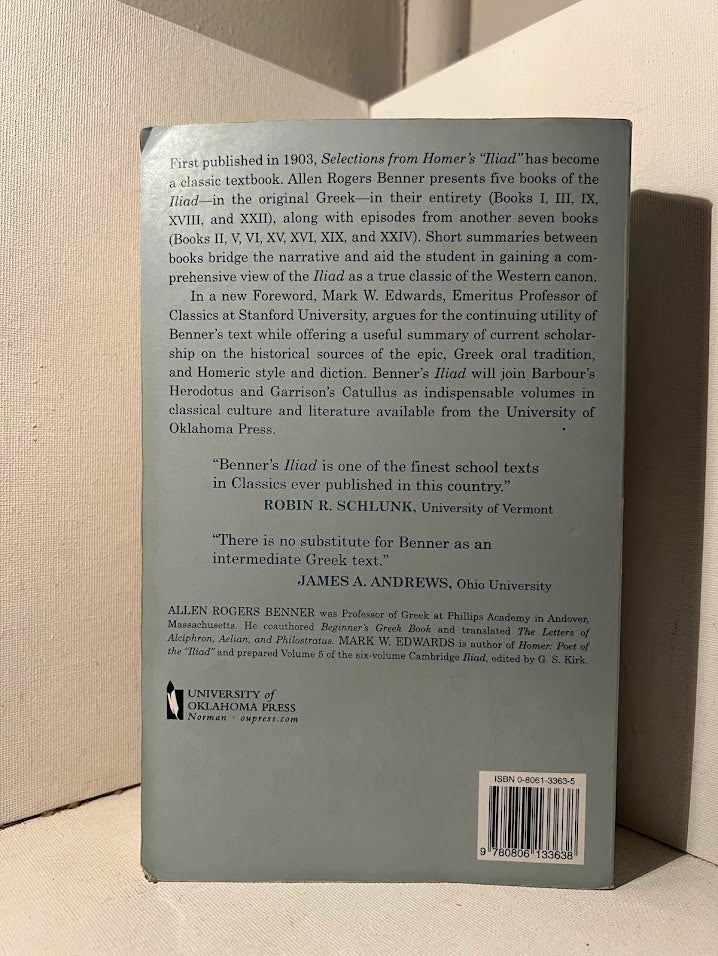 First published in 1903, Selections from Homer's "Iliad" has become
a classic textbook. Allen Rogers Benner presents five books of the
Iliad—in the original Greek—in their entirety (Books I, III, IX,
XVIII, and XXII), along with episodes from another seven books
(Books II, V, VI, XV, XVI, XIX, and XXIV). Short summaries between
books bridge the narrative and aid the student in gaining a com-
prehensive view of the Iliad as a true classic of the Western canon.
In a new Foreword, Mark W. Edwards, Emeritus Professor of
Classics at Stanford University, argues for the continuing utility of
Benner's text while offering a useful summary of current scholar-
ship on the historical sources of the epic, Greek oral tradition,
and Homeric style and diction. Benner's Iliad will join Barbour's
Herodotus and Garrison's Catullus as indispensable volumes in
classical culture and literature available from the University of
Oklahoma Press.
"Benner's Iliad is one of the finest school texts
in Classics ever published in this country."
ROBIN R. SCHLUNK, University of Vermont
"There is no substitute for Benner as an
intermediate Greek text."
JAMES A. ANDREWS, Ohio University
ALLEN ROGERS BENNER was Professor of Greek at Phillips Academy in Andover,
Massachusetts. He coauthored Beginner's Greek Book and translated The Letters of
Alciphron, Aelian, and Philostratus. MARK W. EDWARDS is author of Homer: Poet of
the "Iliad" and prepared Volume 5 of the six-volume Cambridge Iliad, edited by G. S. Kirk.
UNIVERSITY of
OKLAHOMA PRESS
Norman · oupress.com
ISBN 0-8061-3363-5
9 780806 133638